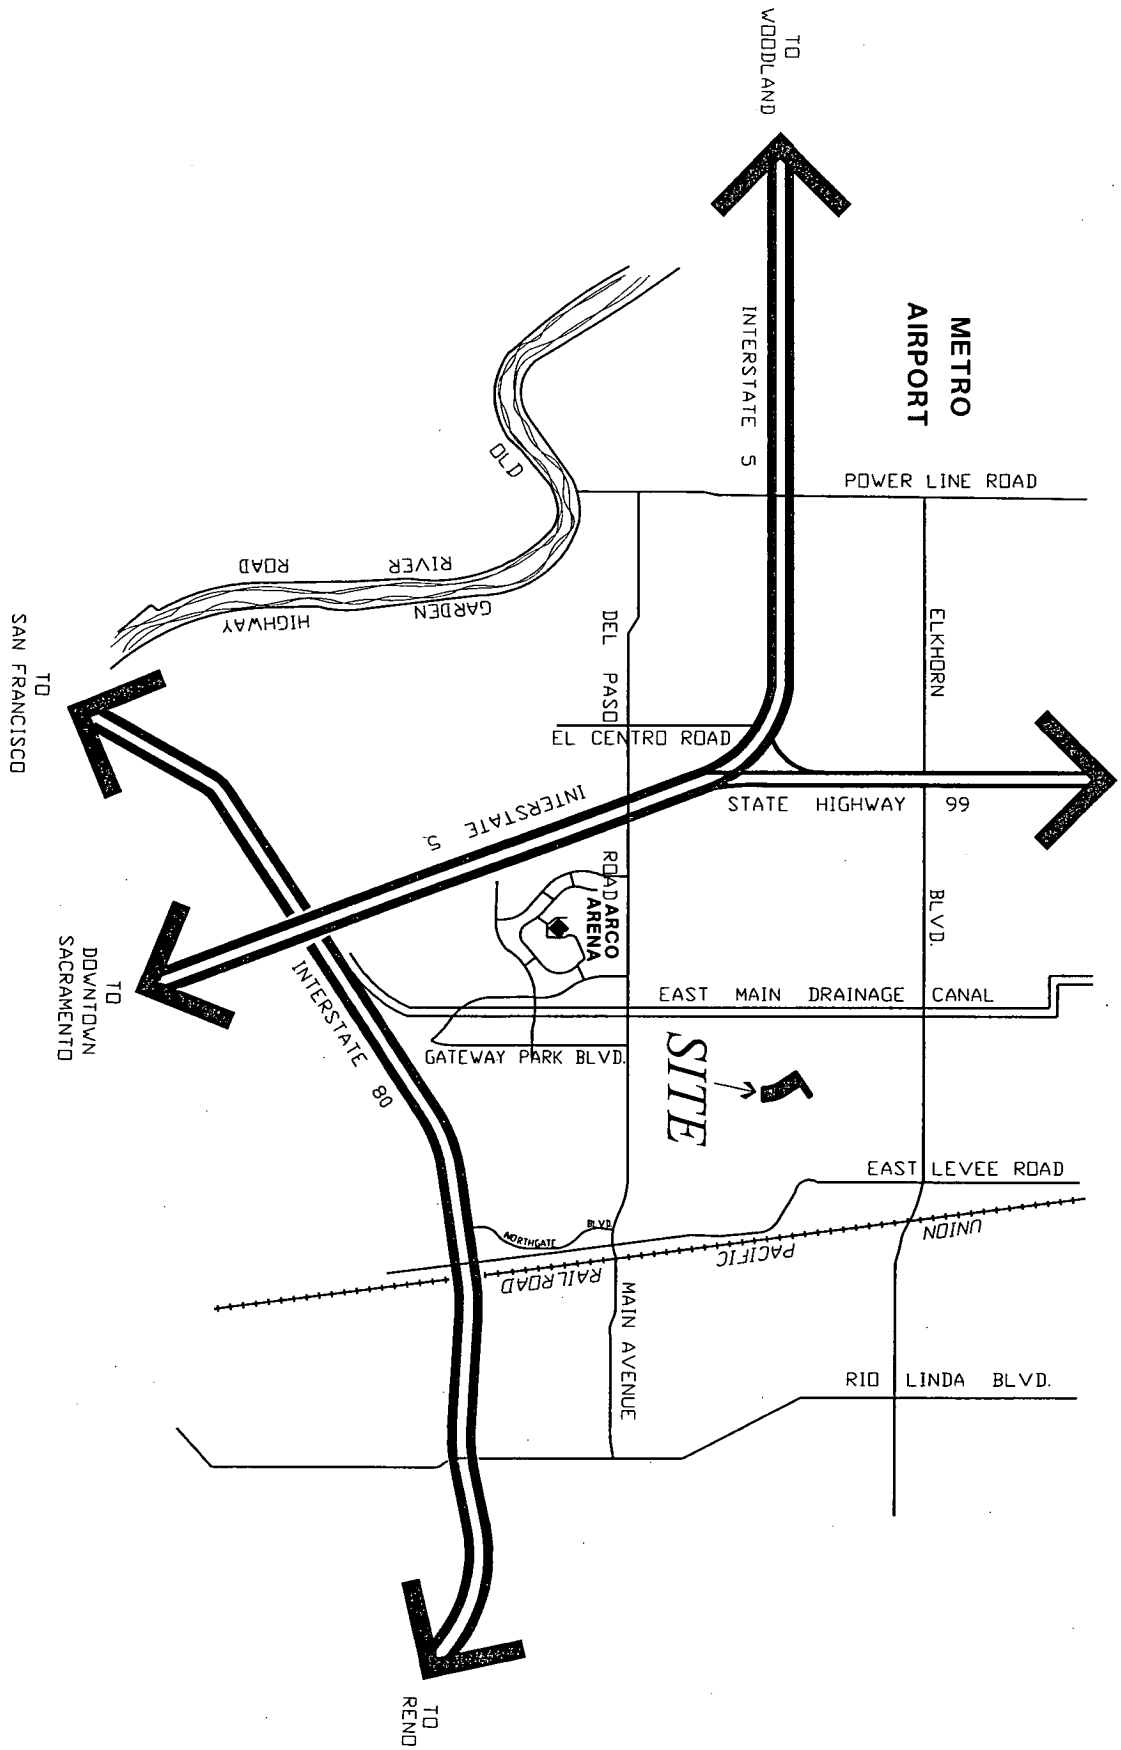 TO
WOODLAND
METRO
AIRPORT
INTERSTATE 5
POWER LINE ROAD
OLD
RIVER
ROAD
GARDEN
HIGHWAY
DEL PASO
ROAD
ELKHORN
BLVD.
EL CENTRO ROAD
STATE HIGHWAY 99
INTERSTATE 5
ARCO
ARENA
TO
SAN FRANCISCO
TO
DOWNTOWN
SACRAMENTO
INTERSTATE 80
EAST MAIN DRAINAGE CANAL
GATEWAY PARK BLVD.
SITE
EAST LEVEE ROAD
NORTHGATE
BLVD.
UNION
PACIFIC
RAILROAD
MAIN AVENUE
RIO LINDA BLVD.
TO
RENO